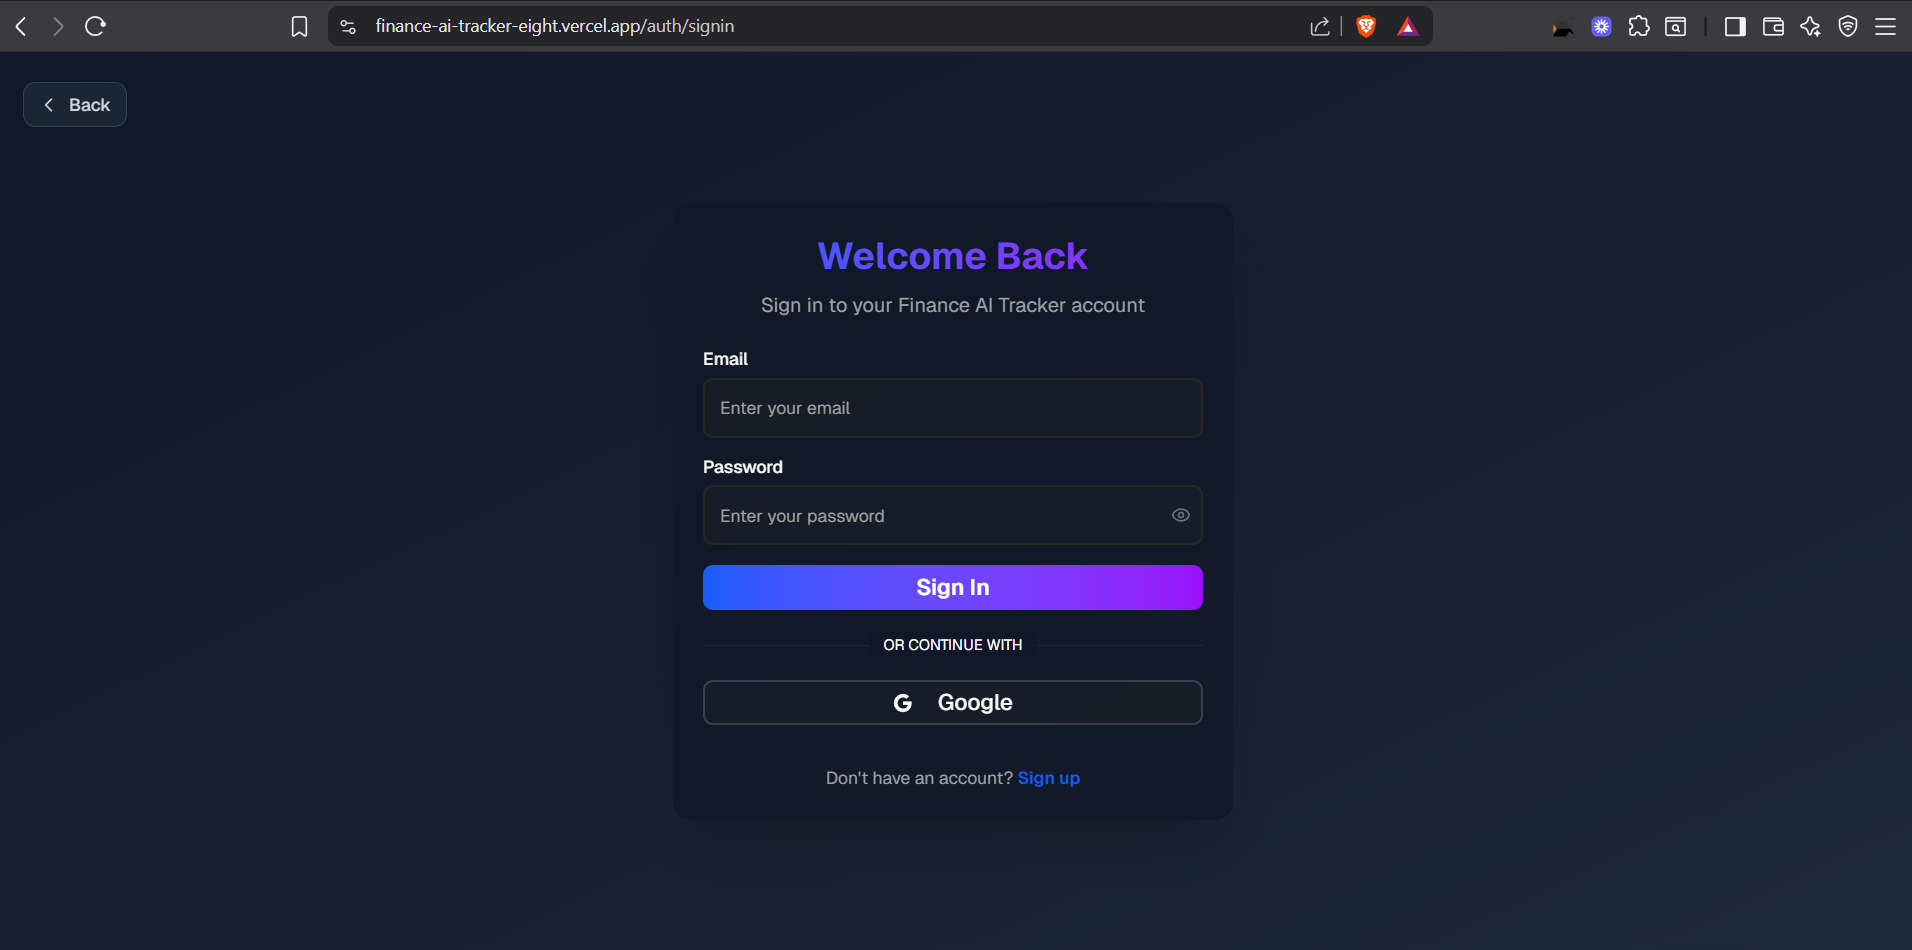 finance-ai-tracker-eight.vercel.app/auth/signin
Back
Welcome Back
Sign in to your Finance AI Tracker account
Email
Enter your email
Password
Enter your password
Sign In
OR CONTINUE WITH
G Google
Don't have an account? Sign up